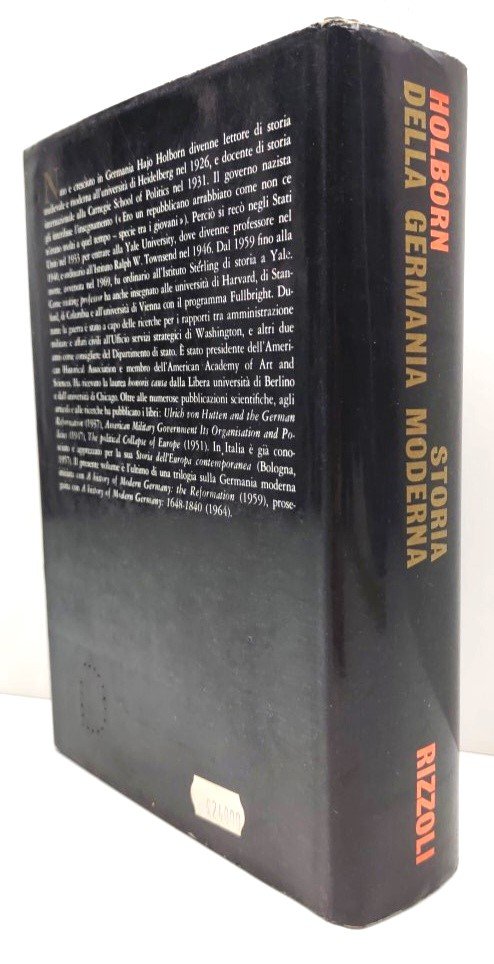 Nato e cresciuto in Germania Hajo Holborn divenne lettore di storia
medievale e moderna all'università di Heidelberg nel 1926, e docente di storia
internazionale alla Carnegie School of Politics nel 1931. Il governo nazista
gli interdisse l'insegnamento («Ero un repubblicano arrabbiato come non ce
n'erano molti a quel tempo – specie tra i giovani»). Perciò si recò negli Stati
Uniti nel 1933 per entrare alla Yale University, dove divenne professore nel
1940, e ordinario all'Istituto Ralph W. Townsend nel 1946. Dal 1959 fino alla
morte, avvenuta nel 1969, fu ordinario all'Istituto Sterling di storia a Yale.
Come visiting professor ha anche insegnato alle università di Harvard, di Stan-
ford, di Columbia e all'università di Vienna con il programma Fullbright. Du-
rante la guerra è stato a capo delle ricerche per i rapporti tra amministrazione
militare e affari civili all'Ufficio servizi strategici di Washington, e altri due
anni come consigliere del Dipartimento di stato. È stato presidente dell'Ameri-
can Historical Association e membro dell'American Academy of Art and
Sciences. Ha ricevuto la laurea honoris causa dalla Libera università di Berlino
e dall'università di Chicago. Oltre alle numerose pubblicazioni scientifiche, agli
articoli e alle ricerche ha pubblicato i libri: Ulrich von Hutten and the German
Reformation (1937), American Military Government Its Organisation and Po-
licies (1947), The political Collapse of Europe (1951). In Italia è già cono-
sciuto e apprezzato per la sua Storia dell'Europa contemporanea (Bologna,
1957). Il presente volume è l'ultimo di una trilogia sulla Germania moderna
iniziata con A history of Modern Germany: the Reformation (1959), prose-
guita con A history of Modern Germany: 1648-1840 (1964).
£24000
HOLBORN
STORIA
DELLA GERMANIA MODERNA
RIZZOLI